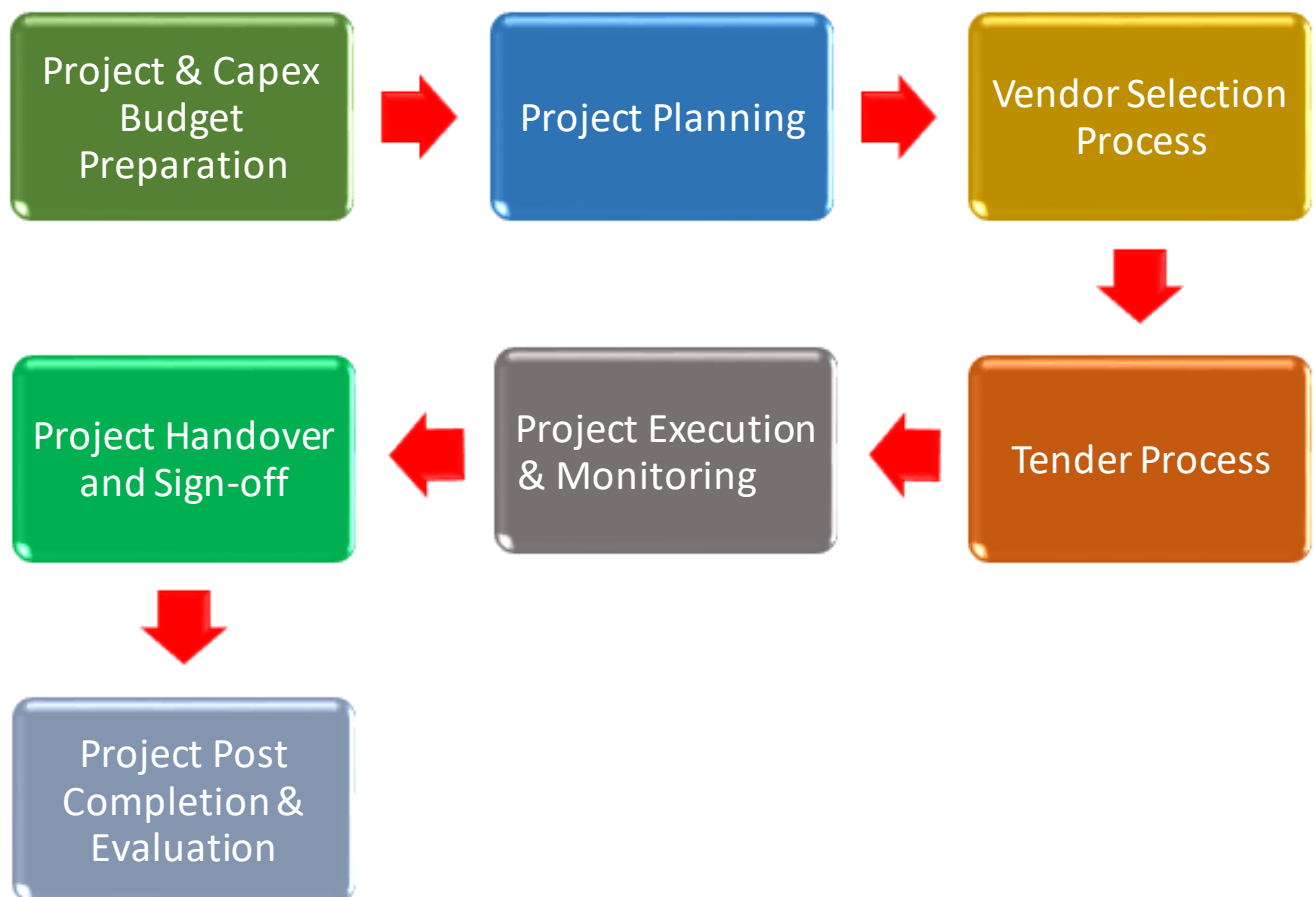 Project & Capex
Budget
Preparation
Project Planning
Vendor Selection
Process
Tender Process
Project Execution
& Monitoring
Project Handover
and Sign-off
Project Post
Completion &
Evaluation